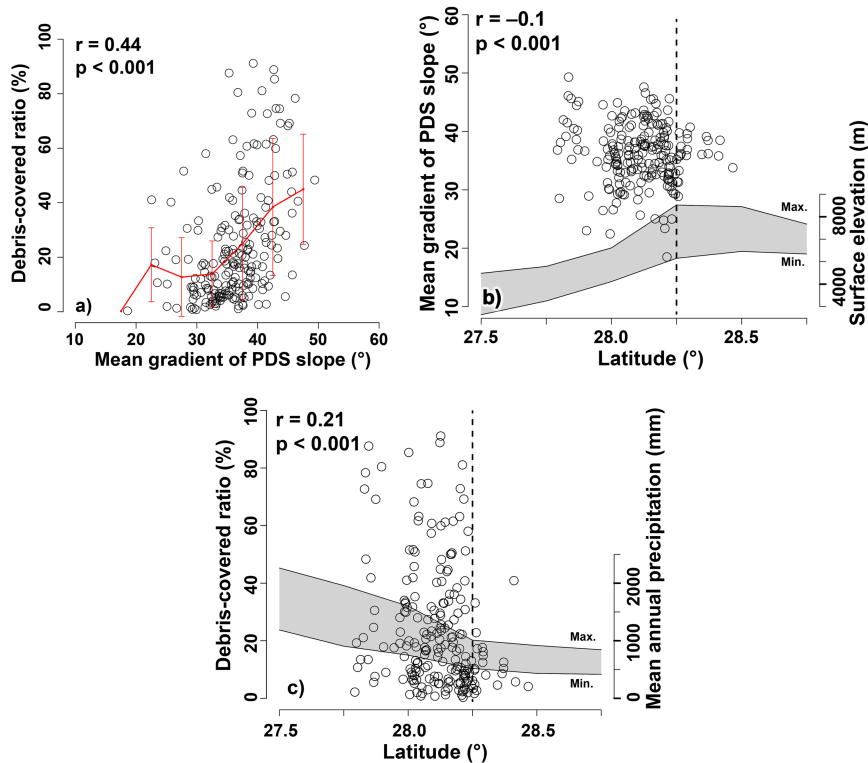 r = 0.44
p < 0.001
Debris-covered ratio (%)
0 20 40 60 80 100
a)
10 20 30 40 50 60
Mean gradient of PDS slope (°)
r = –0.1
p < 0.001
Mean gradient of PDS slope (°)
10 20 30 40 50 60
Max.
Min.
4000 8000
Surface elevation (m)
b)
27.5 28.0 28.5
Latitude (°)
r = 0.21
p < 0.001
Debris-covered ratio (%)
0 20 40 60 80 100
Max.
Min.
0 1000 2000
Mean annual precipitation (mm)
c)
27.5 28.0 28.5
Latitude (°)